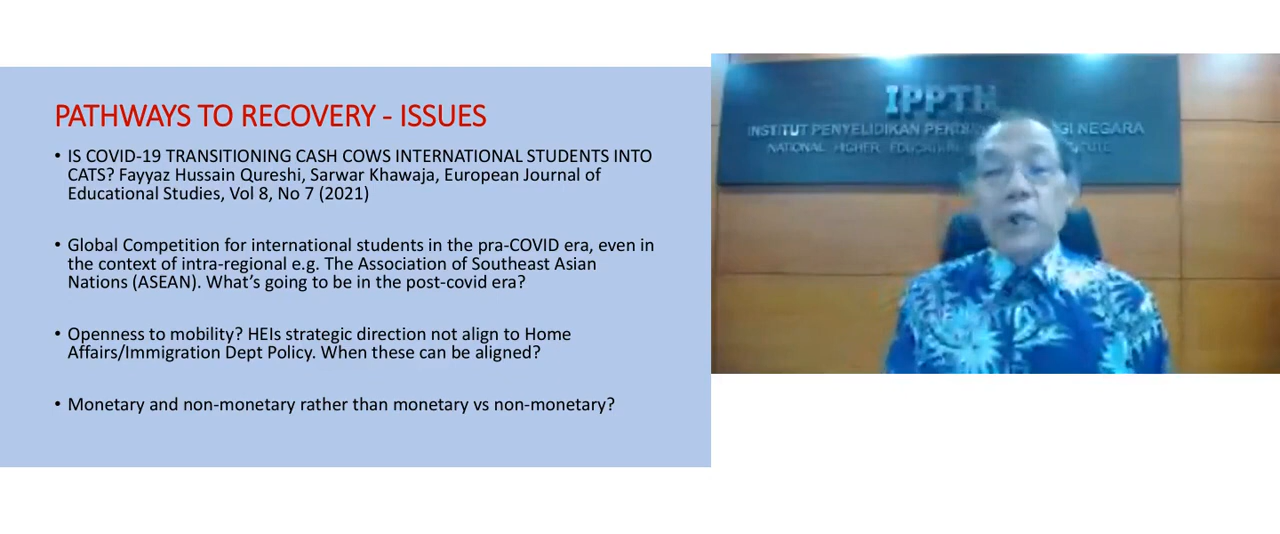 PATHWAYS TO RECOVERY - ISSUES
• IS COVID-19 TRANSITIONING CASH COWS INTERNATIONAL STUDENTS INTO
CATS? Fayyaz Hussain Qureshi, Sarwar Khawaja, European Journal of
Educational Studies, Vol 8, No 7 (2021)
• Global Competition for international students in the pra-COVID era, even in
the context of intra-regional e.g. The Association of Southeast Asian
Nations (ASEAN). What's going to be in the post-covid era?
• Openness to mobility? HEIs strategic direction not align to Home
Affairs/Immigration Dept Policy. When these can be aligned?
• Monetary and non-monetary rather than monetary vs non-monetary?
IPPTN
INSTITUT PENYELIDIKAN NEGARA
NATIONAL HIGHER EDUCATION